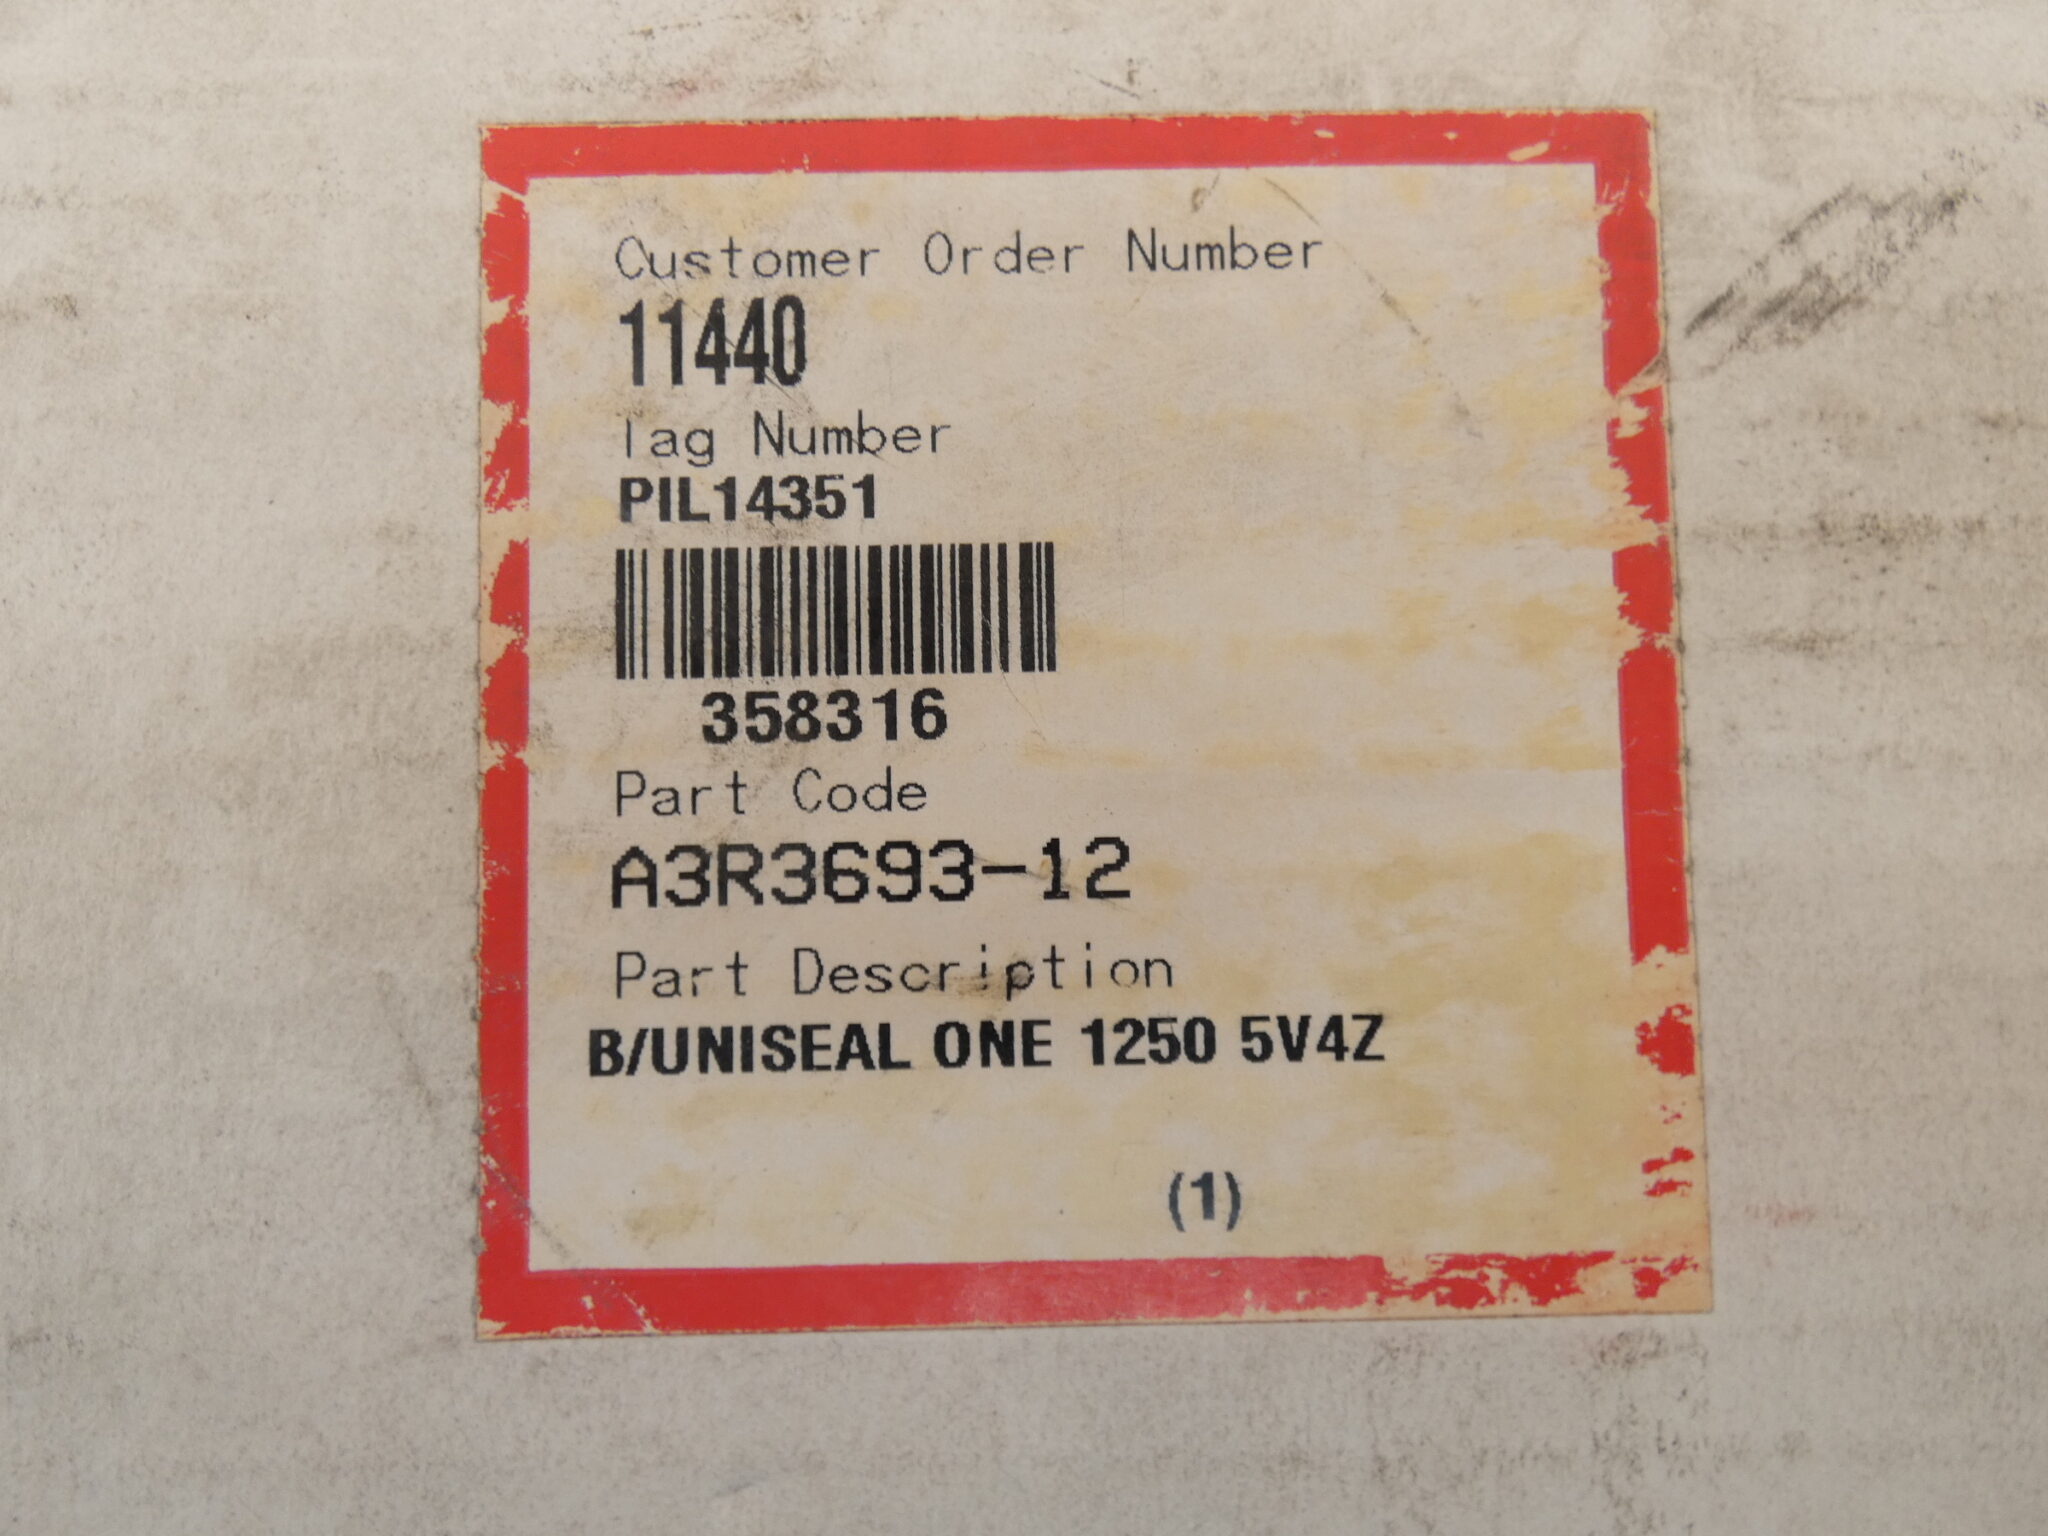 Customer Order Number
11440
Tag Number
PIL14351
358316
Part Code
A3R3693-12
Part Description
B/UNISEAL ONE 1250 5V4Z
(1)